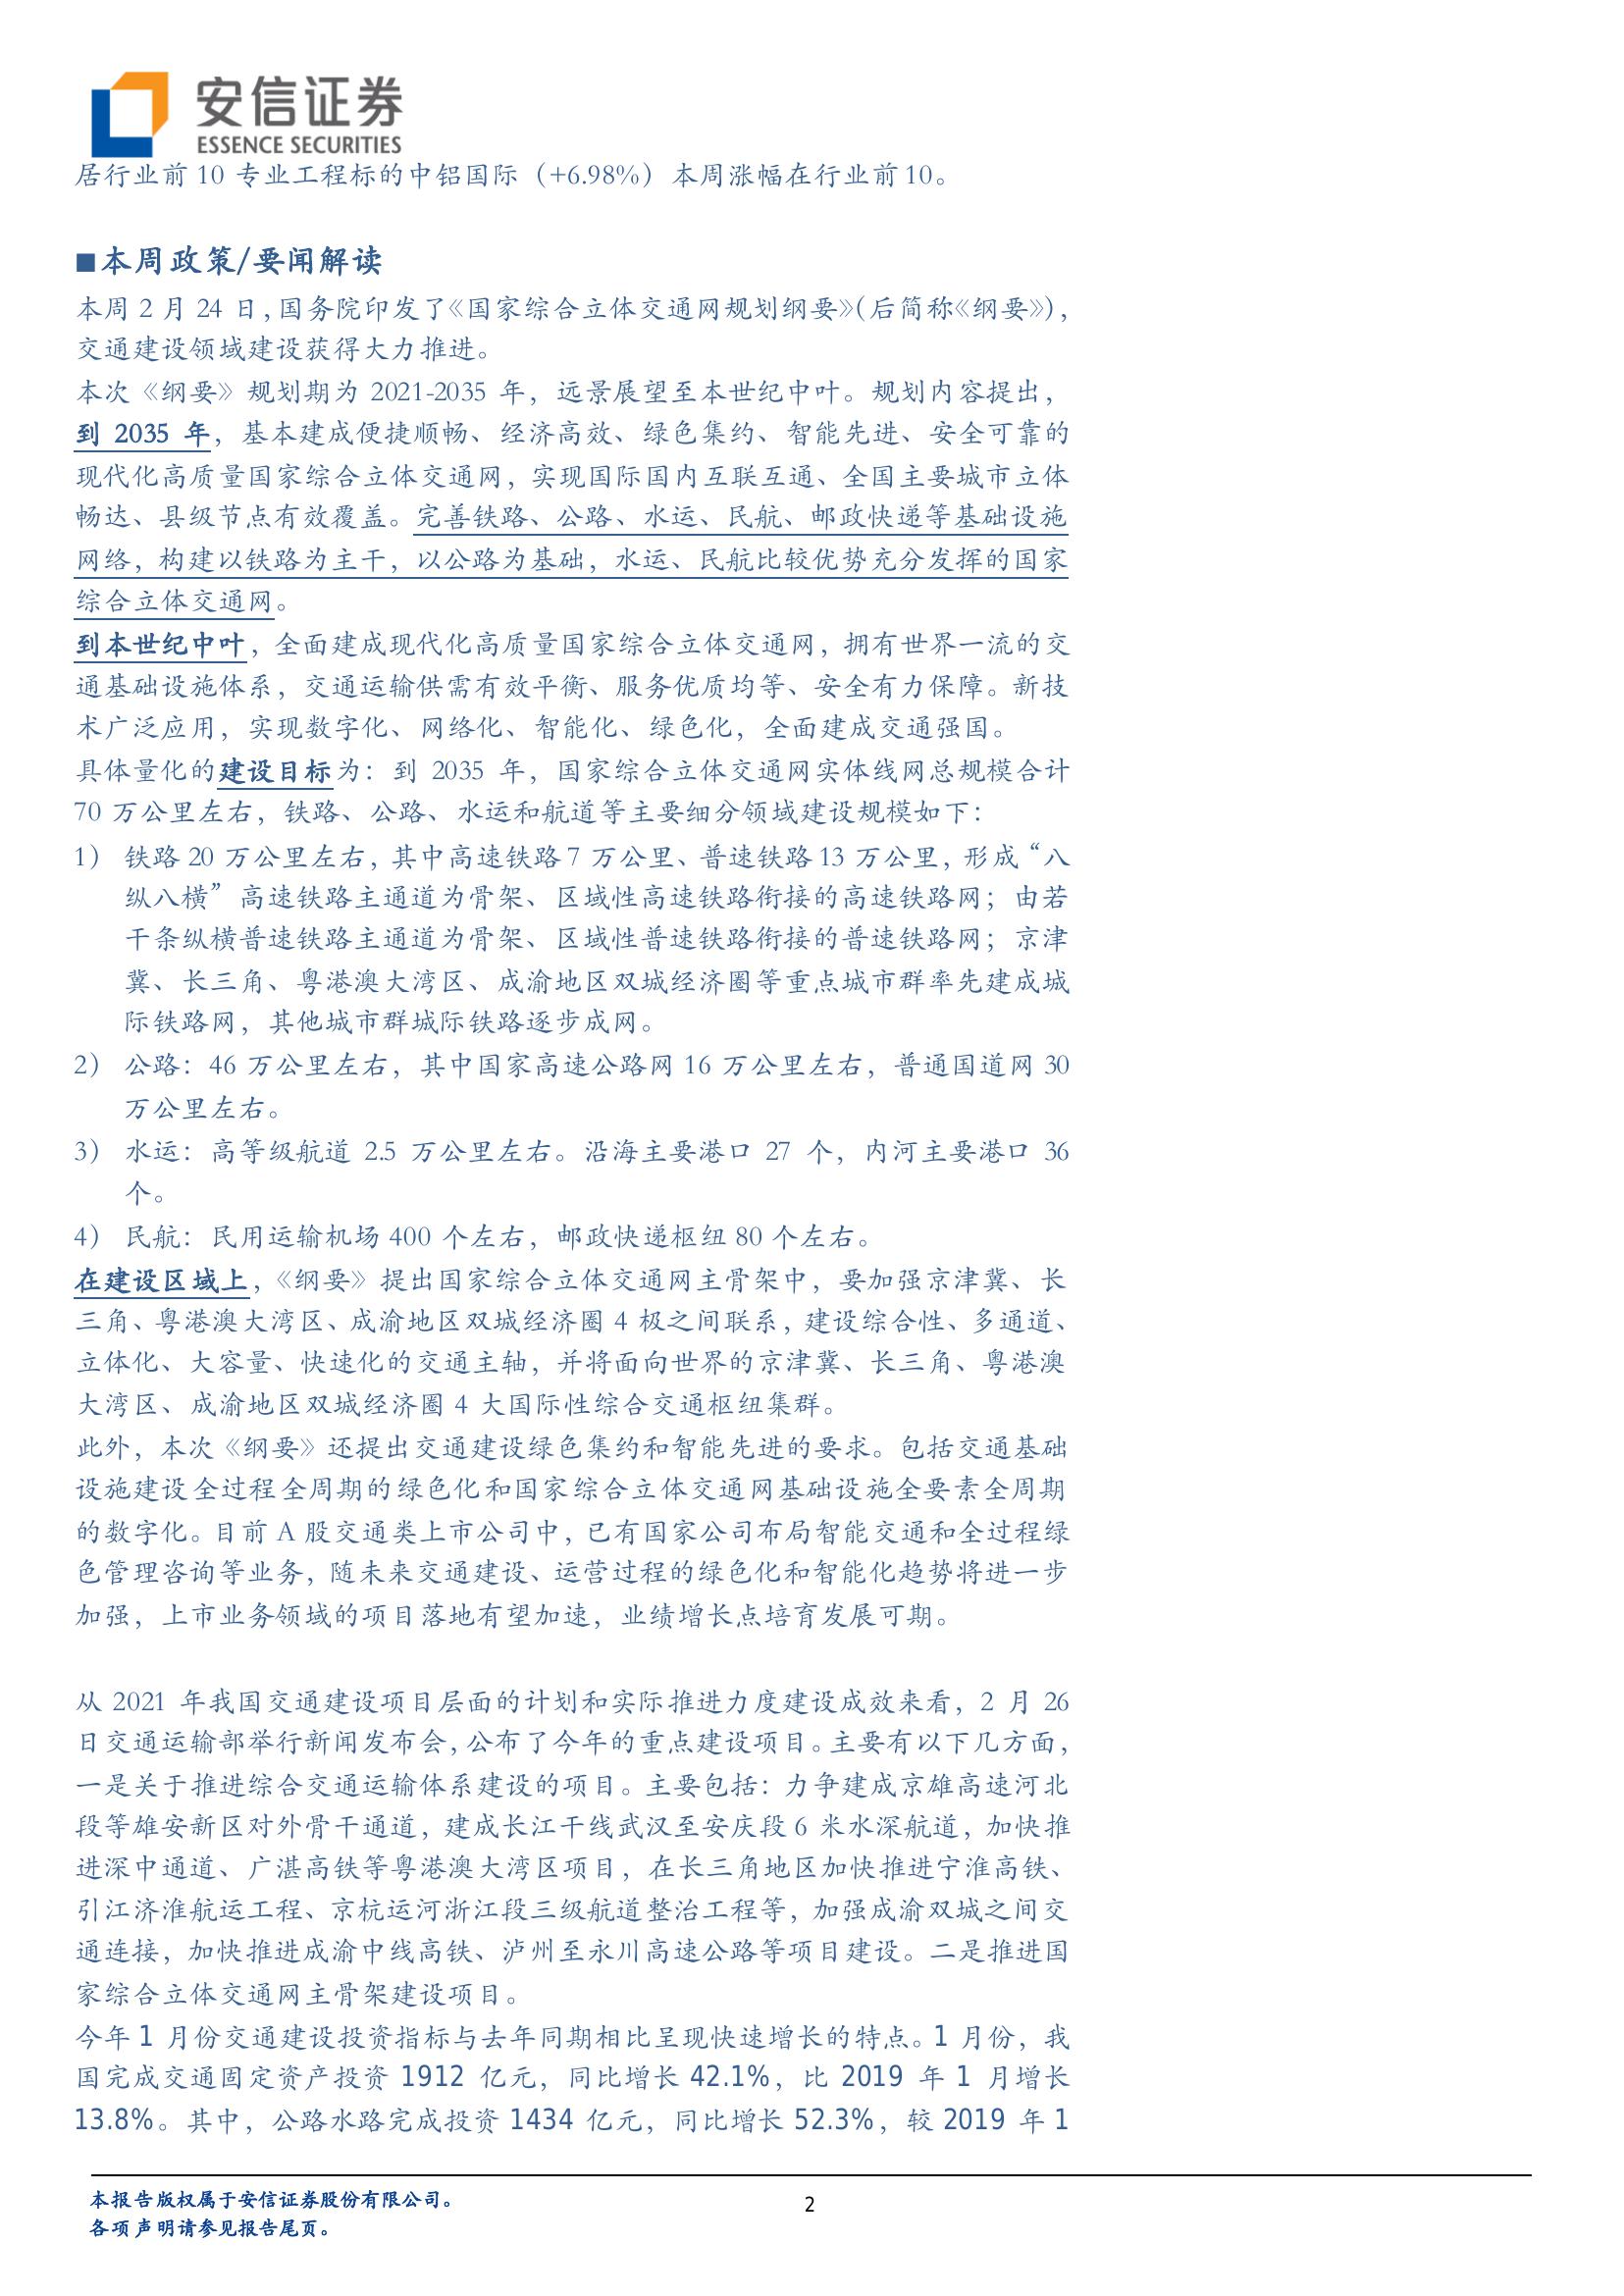 安信证券
ESSENCE SECURITIES
居行业前 10 专业工程标的中铝国际（+6.98%）本周涨幅在行业前 10。
■本周政策/要闻解读
本周 2 月 24 日，国务院印发了《国家综合立体交通网规划纲要》（后简称《纲要》），
交通建设领域建设获得大力推进。
本次《纲要》规划期为 2021-2035 年，远景展望至本世纪中叶。规划内容提出，
到 2035 年，基本建成便捷顺畅、经济高效、绿色集约、智能先进、安全可靠的
现代化高质量国家综合立体交通网，实现国际国内互联互通、全国主要城市立体
畅达、县级节点有效覆盖。完善铁路、公路、水运、民航、邮政快递等基础设施
网络，构建以铁路为主干，以公路为基础，水运、民航比较优势充分发挥的国家
综合立体交通网。
到本世纪中叶，全面建成现代化高质量国家综合立体交通网，拥有世界一流的交
通基础设施体系，交通运输供需有效平衡、服务优质均等、安全有力保障。新技
术广泛应用，实现数字化、网络化、智能化、绿色化，全面建成交通强国。
具体量化的建设目标为：到 2035 年，国家综合立体交通网实体线网总规模合计
70 万公里左右，铁路、公路、水运和航道等主要细分领域建设规模如下：
1） 铁路 20 万公里左右，其中高速铁路 7 万公里、普速铁路 13 万公里，形成“八
纵八横”高速铁路主通道为骨架、区域性高速铁路衔接的高速铁路网；由若
干条纵横普速铁路主通道为骨架、区域性普速铁路衔接的普速铁路网；京津
冀、长三角、粤港澳大湾区、成渝地区双城经济圈等重点城市群率先建成城
际铁路网，其他城市群城际铁路逐步成网。
2） 公路：46 万公里左右，其中国家高速公路网 16 万公里左右，普通国道网 30
万公里左右。
3） 水运：高等级航道 2.5 万公里左右。沿海主要港口 27 个，内河主要港口 36
个。
4） 民航：民用运输机场 400 个左右，邮政快递枢纽 80 个左右。
在建设区域上，《纲要》提出国家综合立体交通网主骨架中，要加强京津冀、长
三角、粤港澳大湾区、成渝地区双城经济圈 4 极之间联系，建设综合性、多通道、
立体化、大容量、快速化的交通主轴，并将面向世界的京津冀、长三角、粤港澳
大湾区、成渝地区双城经济圈 4 大国际性综合交通枢纽集群。
此外，本次《纲要》还提出交通建设绿色集约和智能先进的要求。包括交通基础
设施建设全过程全周期的绿色化和国家综合立体交通网基础设施全要素全周期
的数字化。目前 A 股交通类上市公司中，已有国家公司布局智能交通和全过程绿
色管理咨询等业务，随未来交通建设、运营过程的绿色化和智能化趋势将进一步
加强，上市业务领域的项目落地有望加速，业绩增长点培育发展可期。
从 2021 年我国交通建设项目层面的计划和实际推进力度建设成效来看，2 月 26
日交通运输部举行新闻发布会，公布了今年的重点建设项目。主要有以下几方面，
一是关于推进综合交通运输体系建设的项目。主要包括：力争建成京雄高速河北
段等雄安新区对外骨干通道，建成长江干线武汉至安庆段 6 米水深航道，加快推
进深中通道、广湛高铁等粤港澳大湾区项目，在长三角地区加快推进宁淮高铁、
引江济淮航运工程、京杭运河浙江段三级航道整治工程等，加强成渝双城之间交
通连接，加快推进成渝中线高铁、泸州至永川高速公路等项目建设。二是推进国
家综合立体交通网主骨架建设项目。
今年 1 月份交通建设投资指标与去年同期相比呈现快速增长的特点。1 月份，我
国完成交通固定资产投资 1912 亿元，同比增长 42.1%，比 2019 年 1 月增长
13.8%。其中，公路水路完成投资 1434 亿元，同比增长 52.3%，较 2019 年 1
本报告版权属于安信证券股份有限公司。
2
各项声明请参见报告尾页。